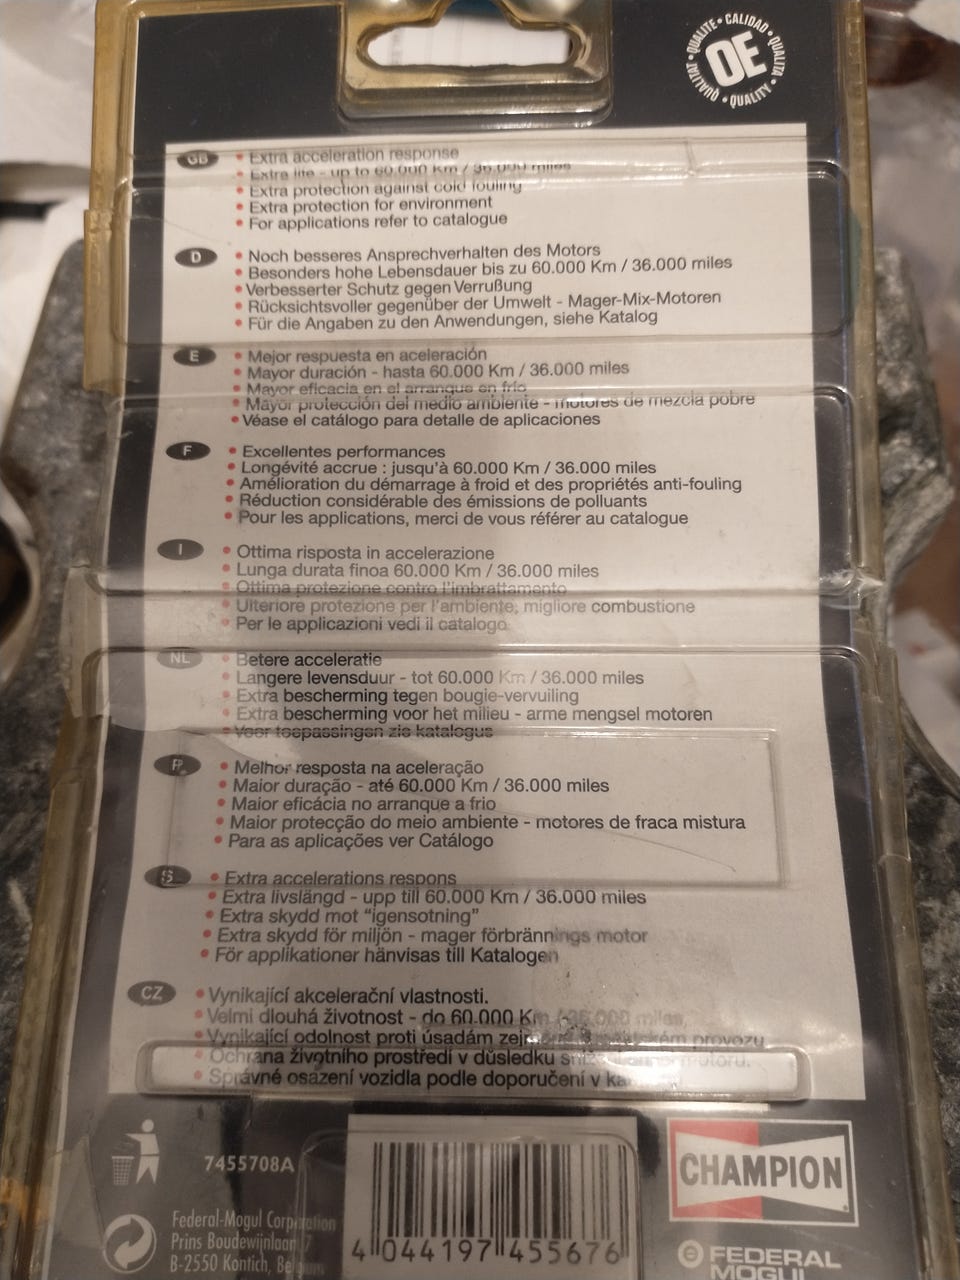 QUALITÉ • CALIDAD • QUALITA • QUALITY • QUALITÄT •
OE
GB
• Extra acceleration response
• Extra life - up to 60.000 Km / 36.000 miles
• Extra protection against cold fouling
• Extra protection for environment
• For applications refer to catalogue
D
• Noch besseres Ansprechverhalten des Motors
• Besonders hohe Lebensdauer bis zu 60.000 Km / 36.000 miles
• Verbesserter Schutz gegen Verrußung
• Rücksichtsvoller gegenüber der Umwelt - Mager-Mix-Motoren
• Für die Angaben zu den Anwendungen, siehe Katalog
E
• Mejor respuesta en aceleración
• Mayor duración - hasta 60.000 Km / 36.000 miles
• Mayor eficacia en el arranque en frío
• Mayor protección del medio ambiente - motores de mezcla pobre
• Véase el catálogo para detalle de aplicaciones
F
• Excellentes performances
• Longévité accrue : jusqu'à 60.000 Km / 36.000 miles
• Amélioration du démarrage à froid et des propriétés anti-fouling
• Réduction considérable des émissions de polluants
• Pour les applications, merci de vous référer au catalogue
I
• Ottima risposta in accelerazione
• Lunga durata finoa 60.000 Km / 36.000 miles
• Ottima protezione contro l'imbrattamento
• Ulteriore protezione per l'ambiente, migliore combustione
• Per le applicazioni vedi il catalogo
NL
• Betere acceleratie
• Langere levensduur - tot 60.000 Km / 36.000 miles
• Extra bescherming tegen bougie-vervuiling
• Extra bescherming voor het milieu - arme mengsel motoren
• Voor toepassingen zie katalogus
P
• Melhor resposta na aceleração
• Maior duração - até 60.000 Km / 36.000 miles
• Maior eficácia no arranque a frio
• Maior protecção do meio ambiente - motores de fraca mistura
• Para as aplicações ver Catálogo
S
• Extra accelerations respons
• Extra livslängd - upp till 60.000 Km / 36.000 miles
• Extra skydd mot “igensotning”
• Extra skydd för miljön - mager förbrännings motor
• För applikationer hänvisas till Katalogen
CZ
• Vynikající akcelerační vlastnosti.
• Velmi dlouhá životnost - do 60.000 Km / 36.000 miles,
• Vynikající odolnost proti úsadám provozu
• Ochrana životního prostředí v důsledku motoru.
• Správné osazení vozidla podle doporučení v
7455708A
Federal-Mogul Corporation
Prins Boudewijnlaan 7
B-2550 Kontich, Belgium
4 044197 455676
CHAMPION
FEDERAL
MOGUL